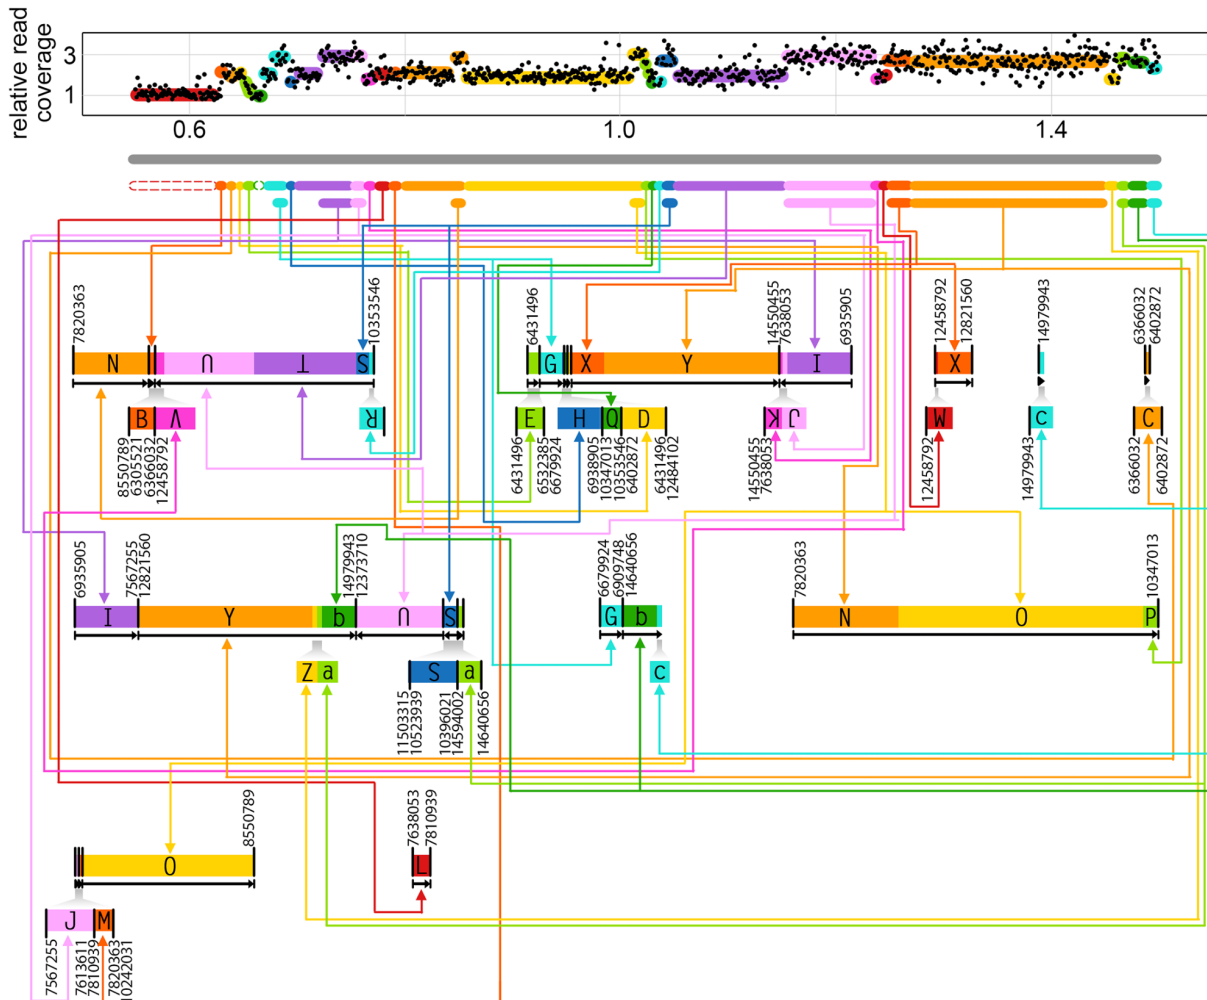 relative read
coverage
3
1
0.6
1.0
1.4
7820363
10353546
6431496
14550455
7638053
6935905
12458792
12821560
14979943
6366032
6402872
N
U
T
S
G
X
Y
I
X
B
V
R
E
H
Q
D
K
J
W
c
C
8550789
6305521
6366032
12458792
6431496
6532385
6679924
6938905
10347013
10353546
6402872
6431496
12484102
14550455
7638053
12458792
14979943
6366032
6402872
6935905
7567255
12821560
14979943
12373710
6679924
6909748
14640656
7820363
10347013
I
Y
b
U
S
G
b
N
O
P
Z
a
S
a
c
11503315
10523939
10396021
14594002
14640656
8550789
7638053
7810939
O
L
J
M
7567255
7613611
7810939
7820363
10242031